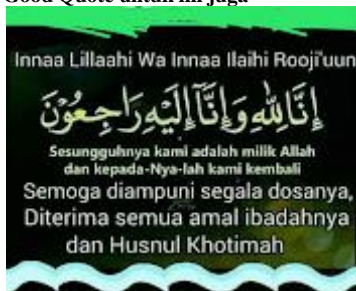 Good Quote untuk ini juga
Innaa Lillaahi Wa Innaa Ilaihi Rooji'uun
إِنَّا لِلّٰهِ وَإِنَّآ إِلَيْهِ رَاجِعُوْنَ
Sesungguhnya kami adalah milik Allah
dan kepada-Nya-lah kami kembali
Semoga diampuni segala dosanya,
Diterima semua amal ibadahnya
dan Husnul Khotimah